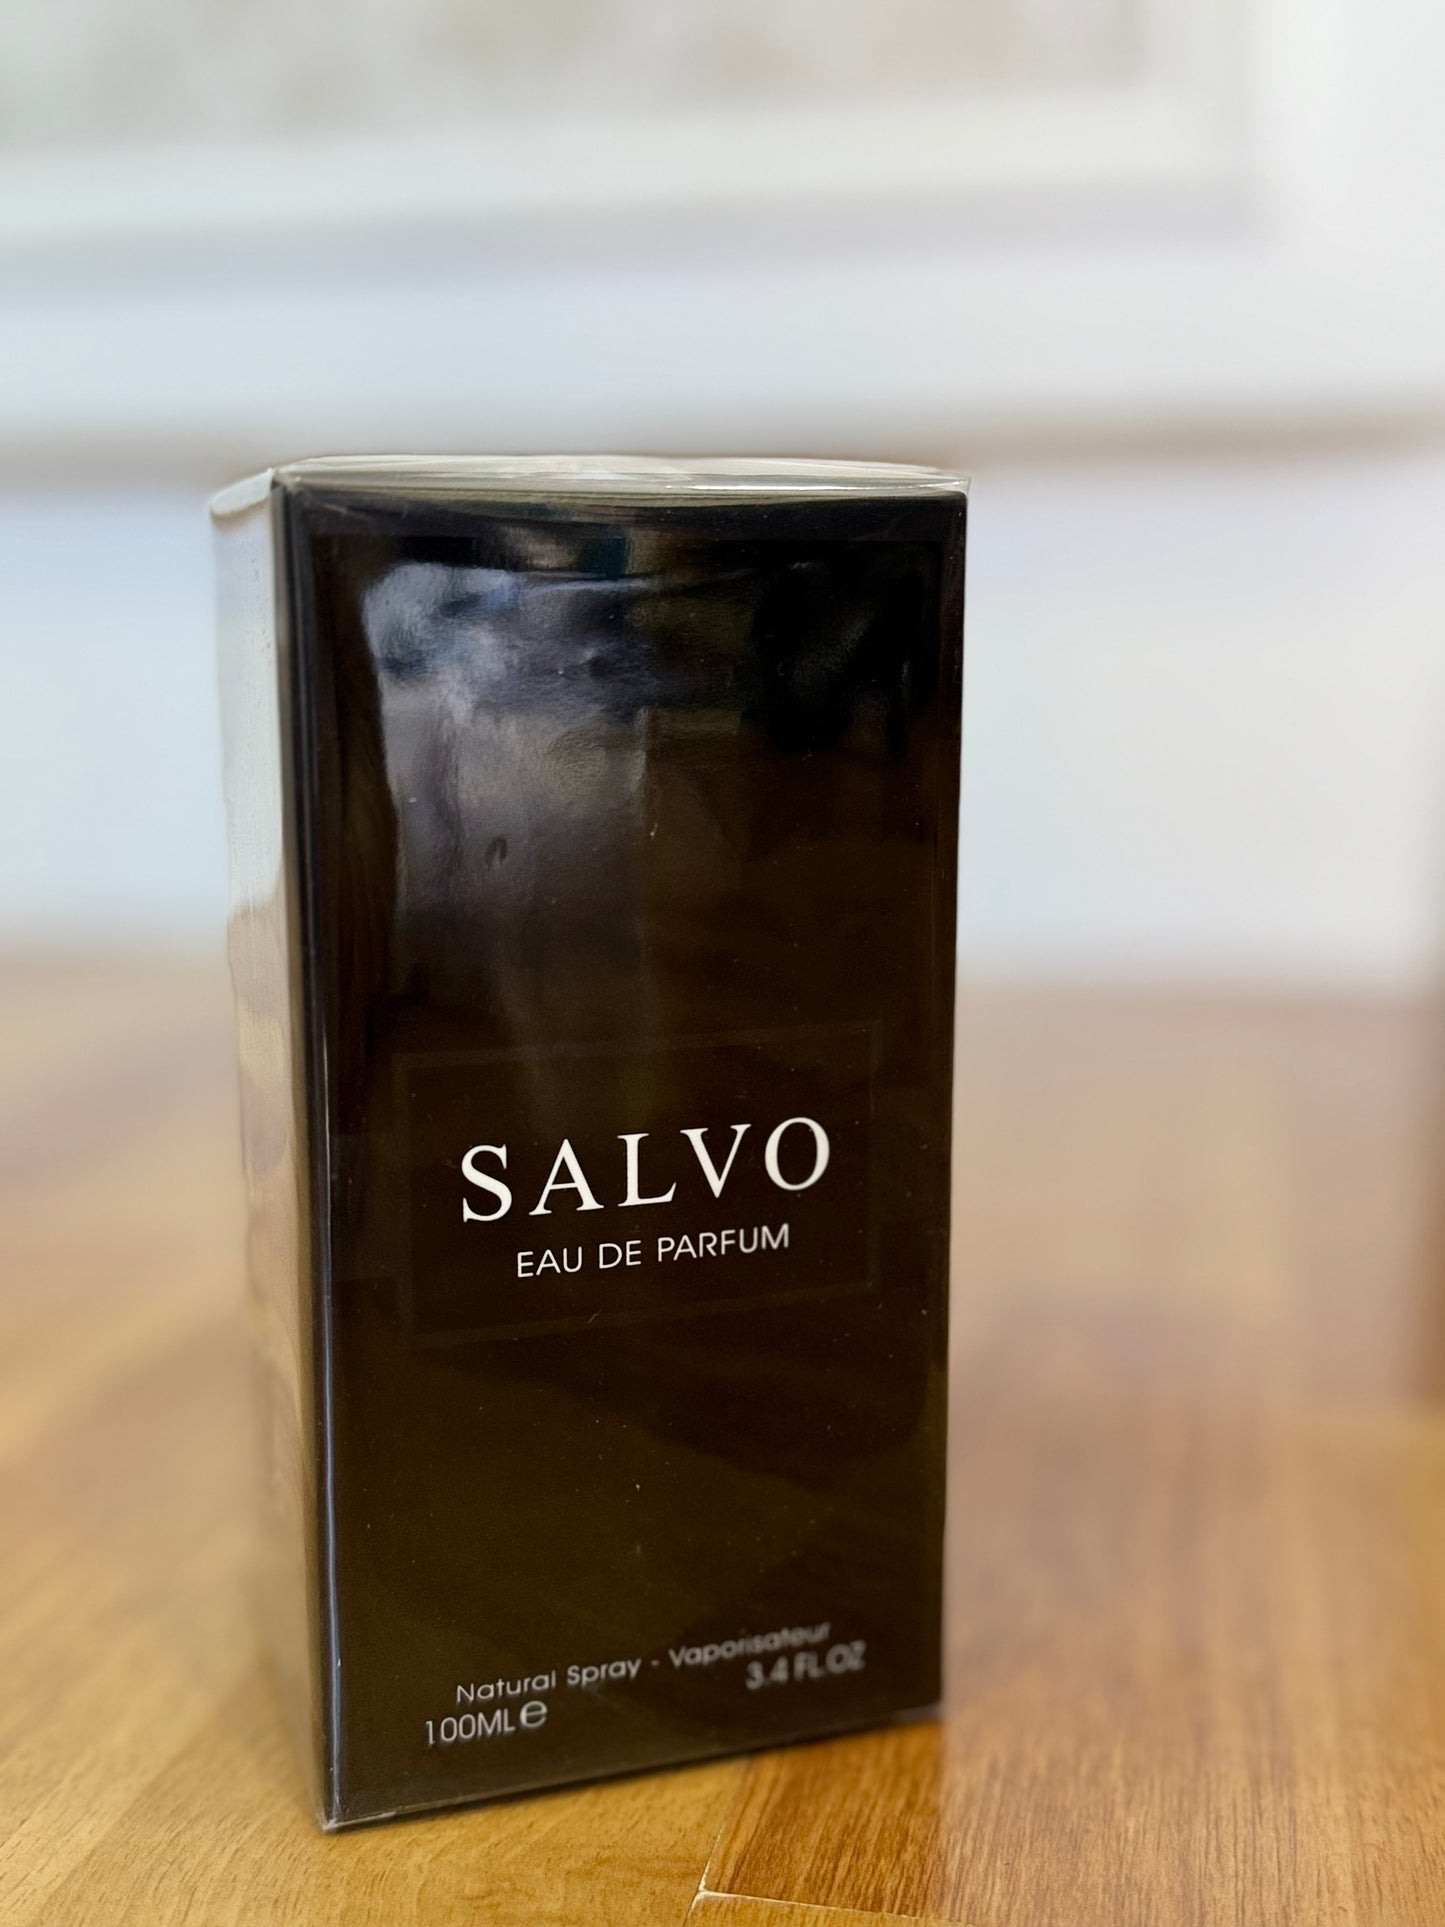 SALVO
EAU DE PARFUM
Natural Spray - Vaporisateur
100ML e 3.4 FL.OZ